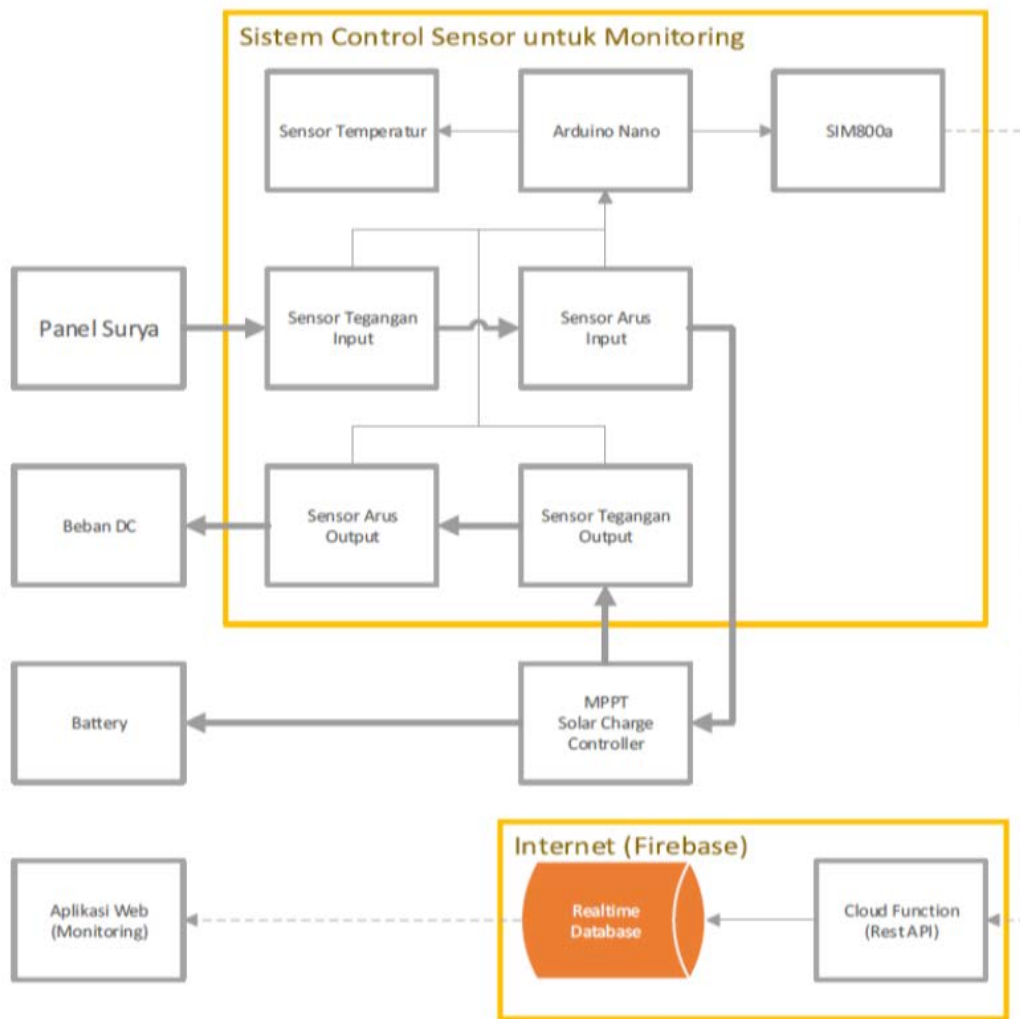 Sistem Control Sensor untuk Monitoring
Sensor Temperatur
Arduino Nano
SIM800a
Panel Surya
Sensor Tegangan
Input
Sensor Arus
Input
Beban DC
Sensor Arus
Output
Sensor Tegangan
Output
Battery
MPPT
Solar Charge
Controller
Internet (Firebase)
Aplikasi Web
(Monitoring)
Realtime
Database
Cloud Function
(Rest API)